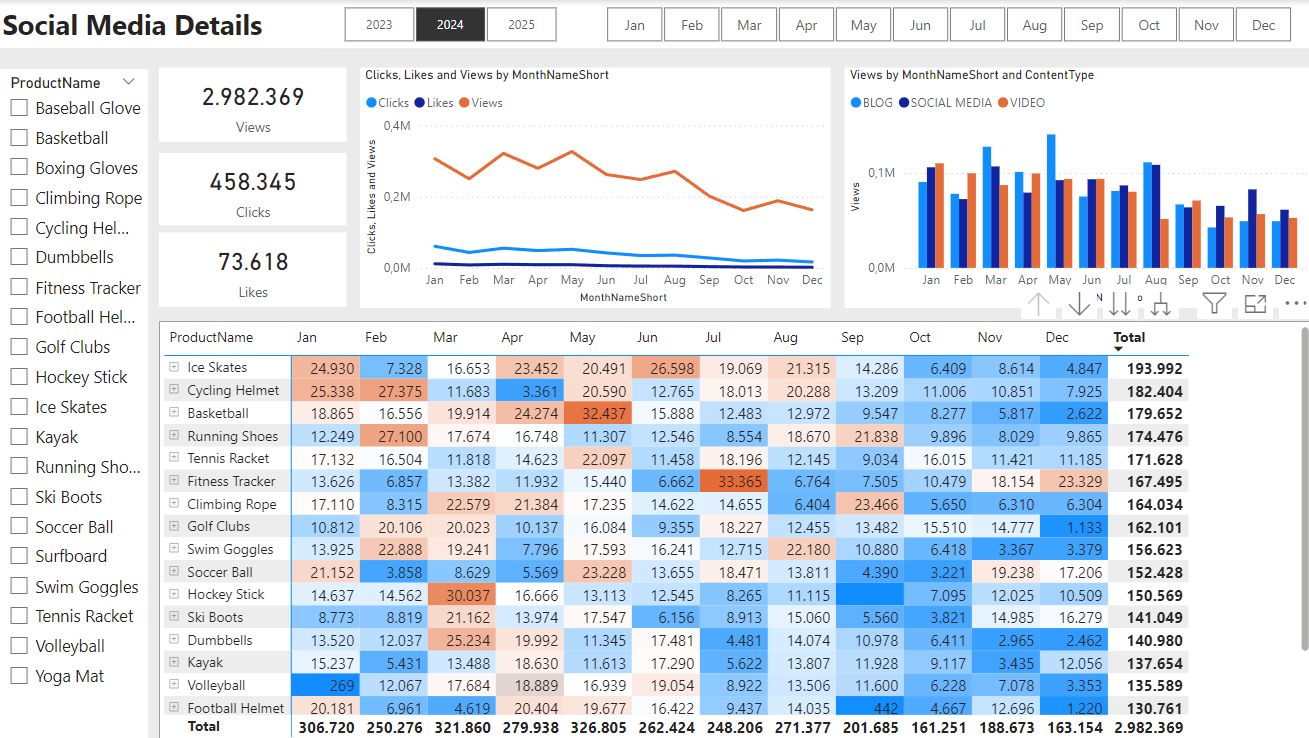 Social Media Details
2023 2024 2025
Jan Feb Mar Apr May Jun Jul Aug Sep Oct Nov Dec
ProductName
Baseball Glove
Basketball
Boxing Gloves
Climbing Rope
Cycling Hel...
Dumbbells
Fitness Tracker
Football Hel...
Golf Clubs
Hockey Stick
Ice Skates
Kayak
Running Sho...
Ski Boots
Soccer Ball
Surfboard
Swim Goggles
Tennis Racket
Volleyball
Yoga Mat
2.982.369
Views
458.345
Clicks
73.618
Likes
Clicks, Likes and Views by MonthNameShort
Clicks Likes Views
Clicks, Likes and Views
0,4M
0,2M
0,0M
Jan Feb Mar Apr May Jun Jul Aug Sep Oct Nov Dec
MonthNameShort
Views by MonthNameShort and ContentType
BLOG SOCIAL MEDIA VIDEO
Views
0,1M
0,0M
Jan Feb Mar Apr May Jun Jul Aug Sep Oct Nov Dec
ProductName Jan Feb Mar Apr May Jun Jul Aug Sep Oct Nov Dec Total
Ice Skates 24.930 7.328 16.653 23.452 20.491 26.598 19.069 21.315 14.286 6.409 8.614 4.847 193.992
Cycling Helmet 25.338 27.375 11.683 3.361 20.590 12.765 18.013 20.288 13.209 11.006 10.851 7.925 182.404
Basketball 18.865 16.556 19.914 24.274 32.437 15.888 12.483 12.972 9.547 8.277 5.817 2.622 179.652
Running Shoes 12.249 27.100 17.674 16.748 11.307 12.546 8.554 18.670 21.838 9.896 8.029 9.865 174.476
Tennis Racket 17.132 16.504 11.818 14.623 22.097 11.458 18.196 12.145 9.034 16.015 11.421 11.185 171.628
Fitness Tracker 13.626 6.857 13.382 11.932 15.440 6.662 33.365 6.764 7.505 10.479 18.154 23.329 167.495
Climbing Rope 17.110 8.315 22.579 21.384 17.235 14.622 14.655 6.404 23.466 5.650 6.310 6.304 164.034
Golf Clubs 10.812 20.106 20.023 10.137 16.084 9.355 18.227 12.455 13.482 15.510 14.777 1.133 162.101
Swim Goggles 13.925 22.888 19.241 7.796 17.593 16.241 12.715 22.180 10.880 6.418 3.367 3.379 156.623
Soccer Ball 21.152 3.858 8.629 5.569 23.228 13.655 18.471 13.811 4.390 3.221 19.238 17.206 152.428
Hockey Stick 14.637 14.562 30.037 16.666 13.113 12.545 8.265 11.115 7.095 12.025 10.509 150.569
Ski Boots 8.773 8.819 21.162 13.974 17.547 6.156 8.913 15.060 5.560 3.821 14.985 16.279 141.049
Dumbbells 13.520 12.037 25.234 19.992 11.345 17.481 4.481 14.074 10.978 6.411 2.965 2.462 140.980
Kayak 15.237 5.431 13.488 18.630 11.613 17.290 5.622 13.807 11.928 9.117 3.435 12.056 137.654
Volleyball 269 12.067 17.684 18.889 16.939 19.054 8.922 13.506 11.600 6.228 7.078 3.353 135.589
Football Helmet 20.181 6.961 4.619 20.404 19.677 16.422 9.437 14.035 442 4.667 12.696 1.220 130.761
Total 306.720 250.276 321.860 279.938 326.805 262.424 248.206 271.377 201.685 161.251 188.673 163.154 2.982.369